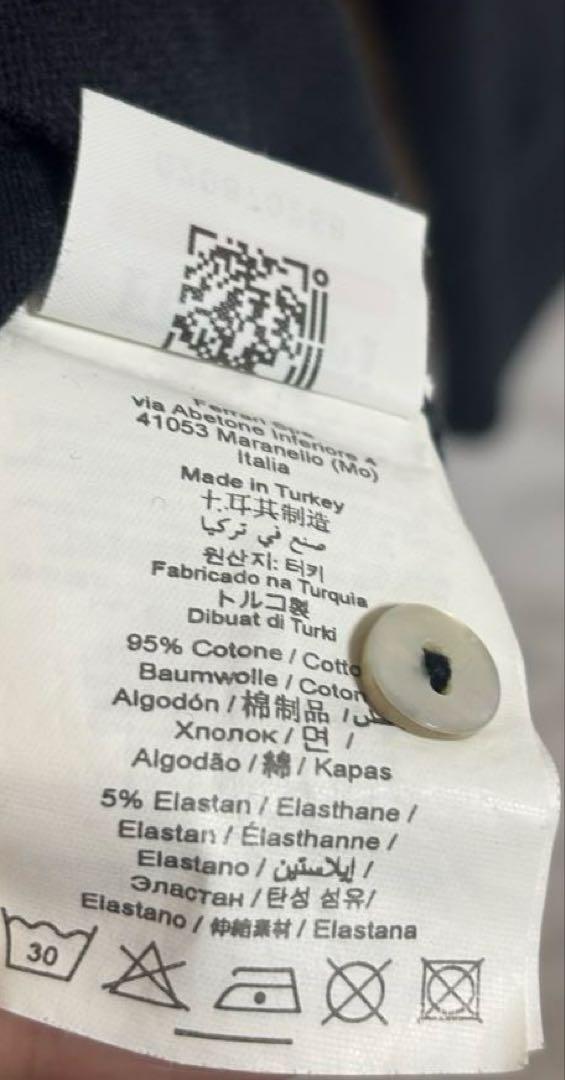 Ferrari Spa
via Abetone Inferiore 4
41053 Maranello (Mo)
Italia
Made in Turkey
土耳其制造
صنع في تركيا
원산지: 터키
Fabricado na Turquia
トルコ製
Dibuat di Turki
95% Cotone / Cotto
Baumwolle / Coton
Algodón / 棉制品 /
Хлопок / 면 /
Algodão / 綿 / Kapas
5% Elastan / Elasthane /
Elastan / Élasthanne /
Elastano / إيلاستين /
Эластан / 탄성 섬유/
Elastano / 伸縮素材 / Elastana
30